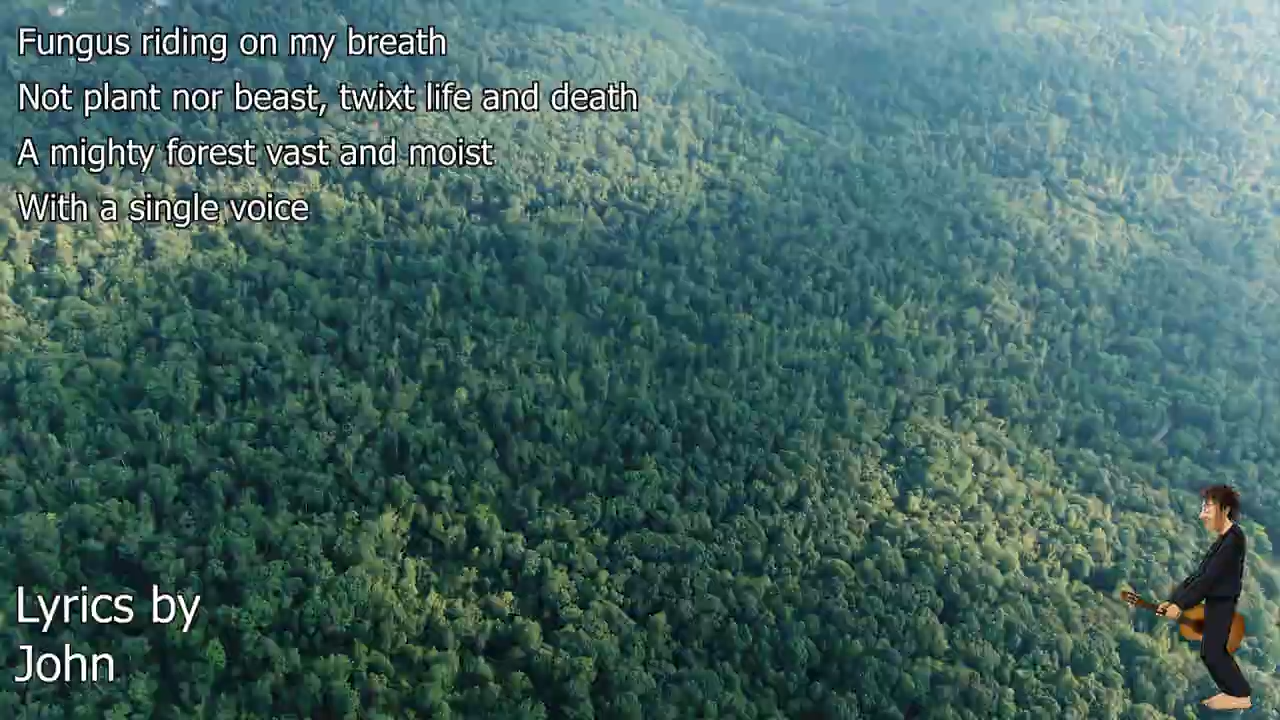 Fungus riding on my breath
Not plant nor beast, twixt life and death
A mighty forest vast and moist
With a single voice
Lyrics by
John